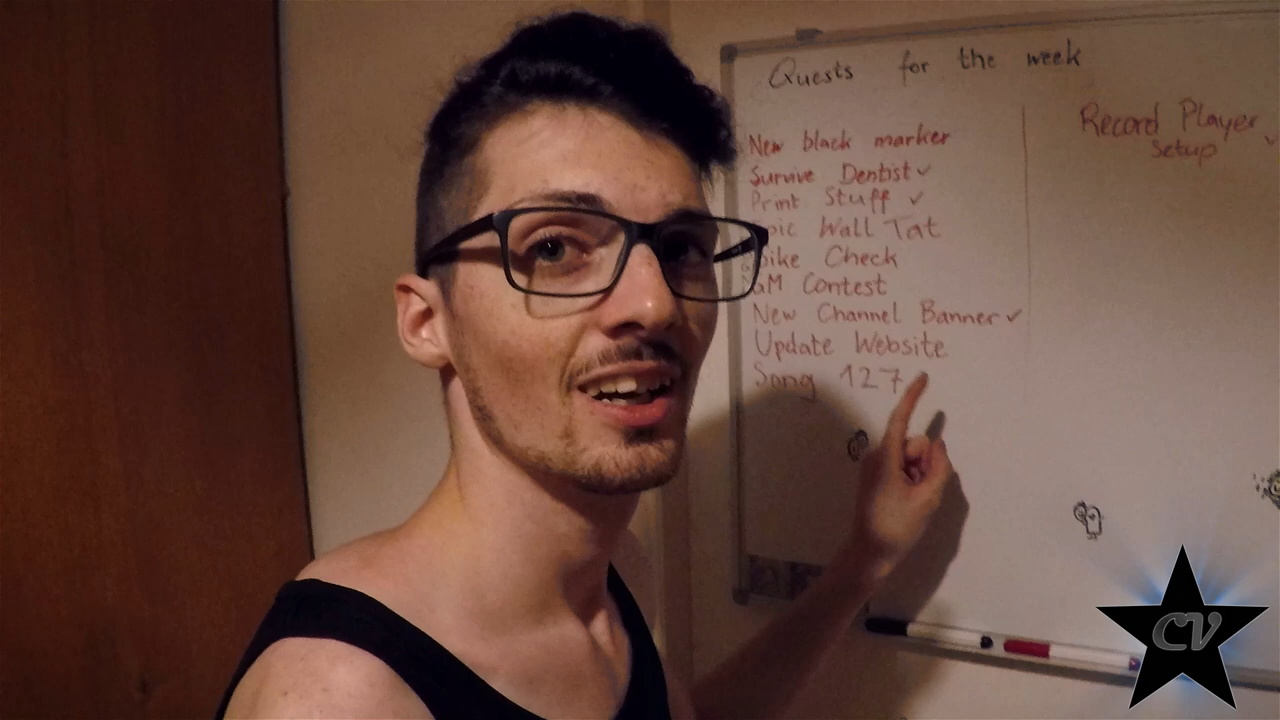 Quests for the week
New black marker
Survive Dentist ✓
Print Stuff ✓
Wall Tat
Check
Contest
New Channel Banner ✓
Update Website
Song 127
Record Player
Setup ✓
CV